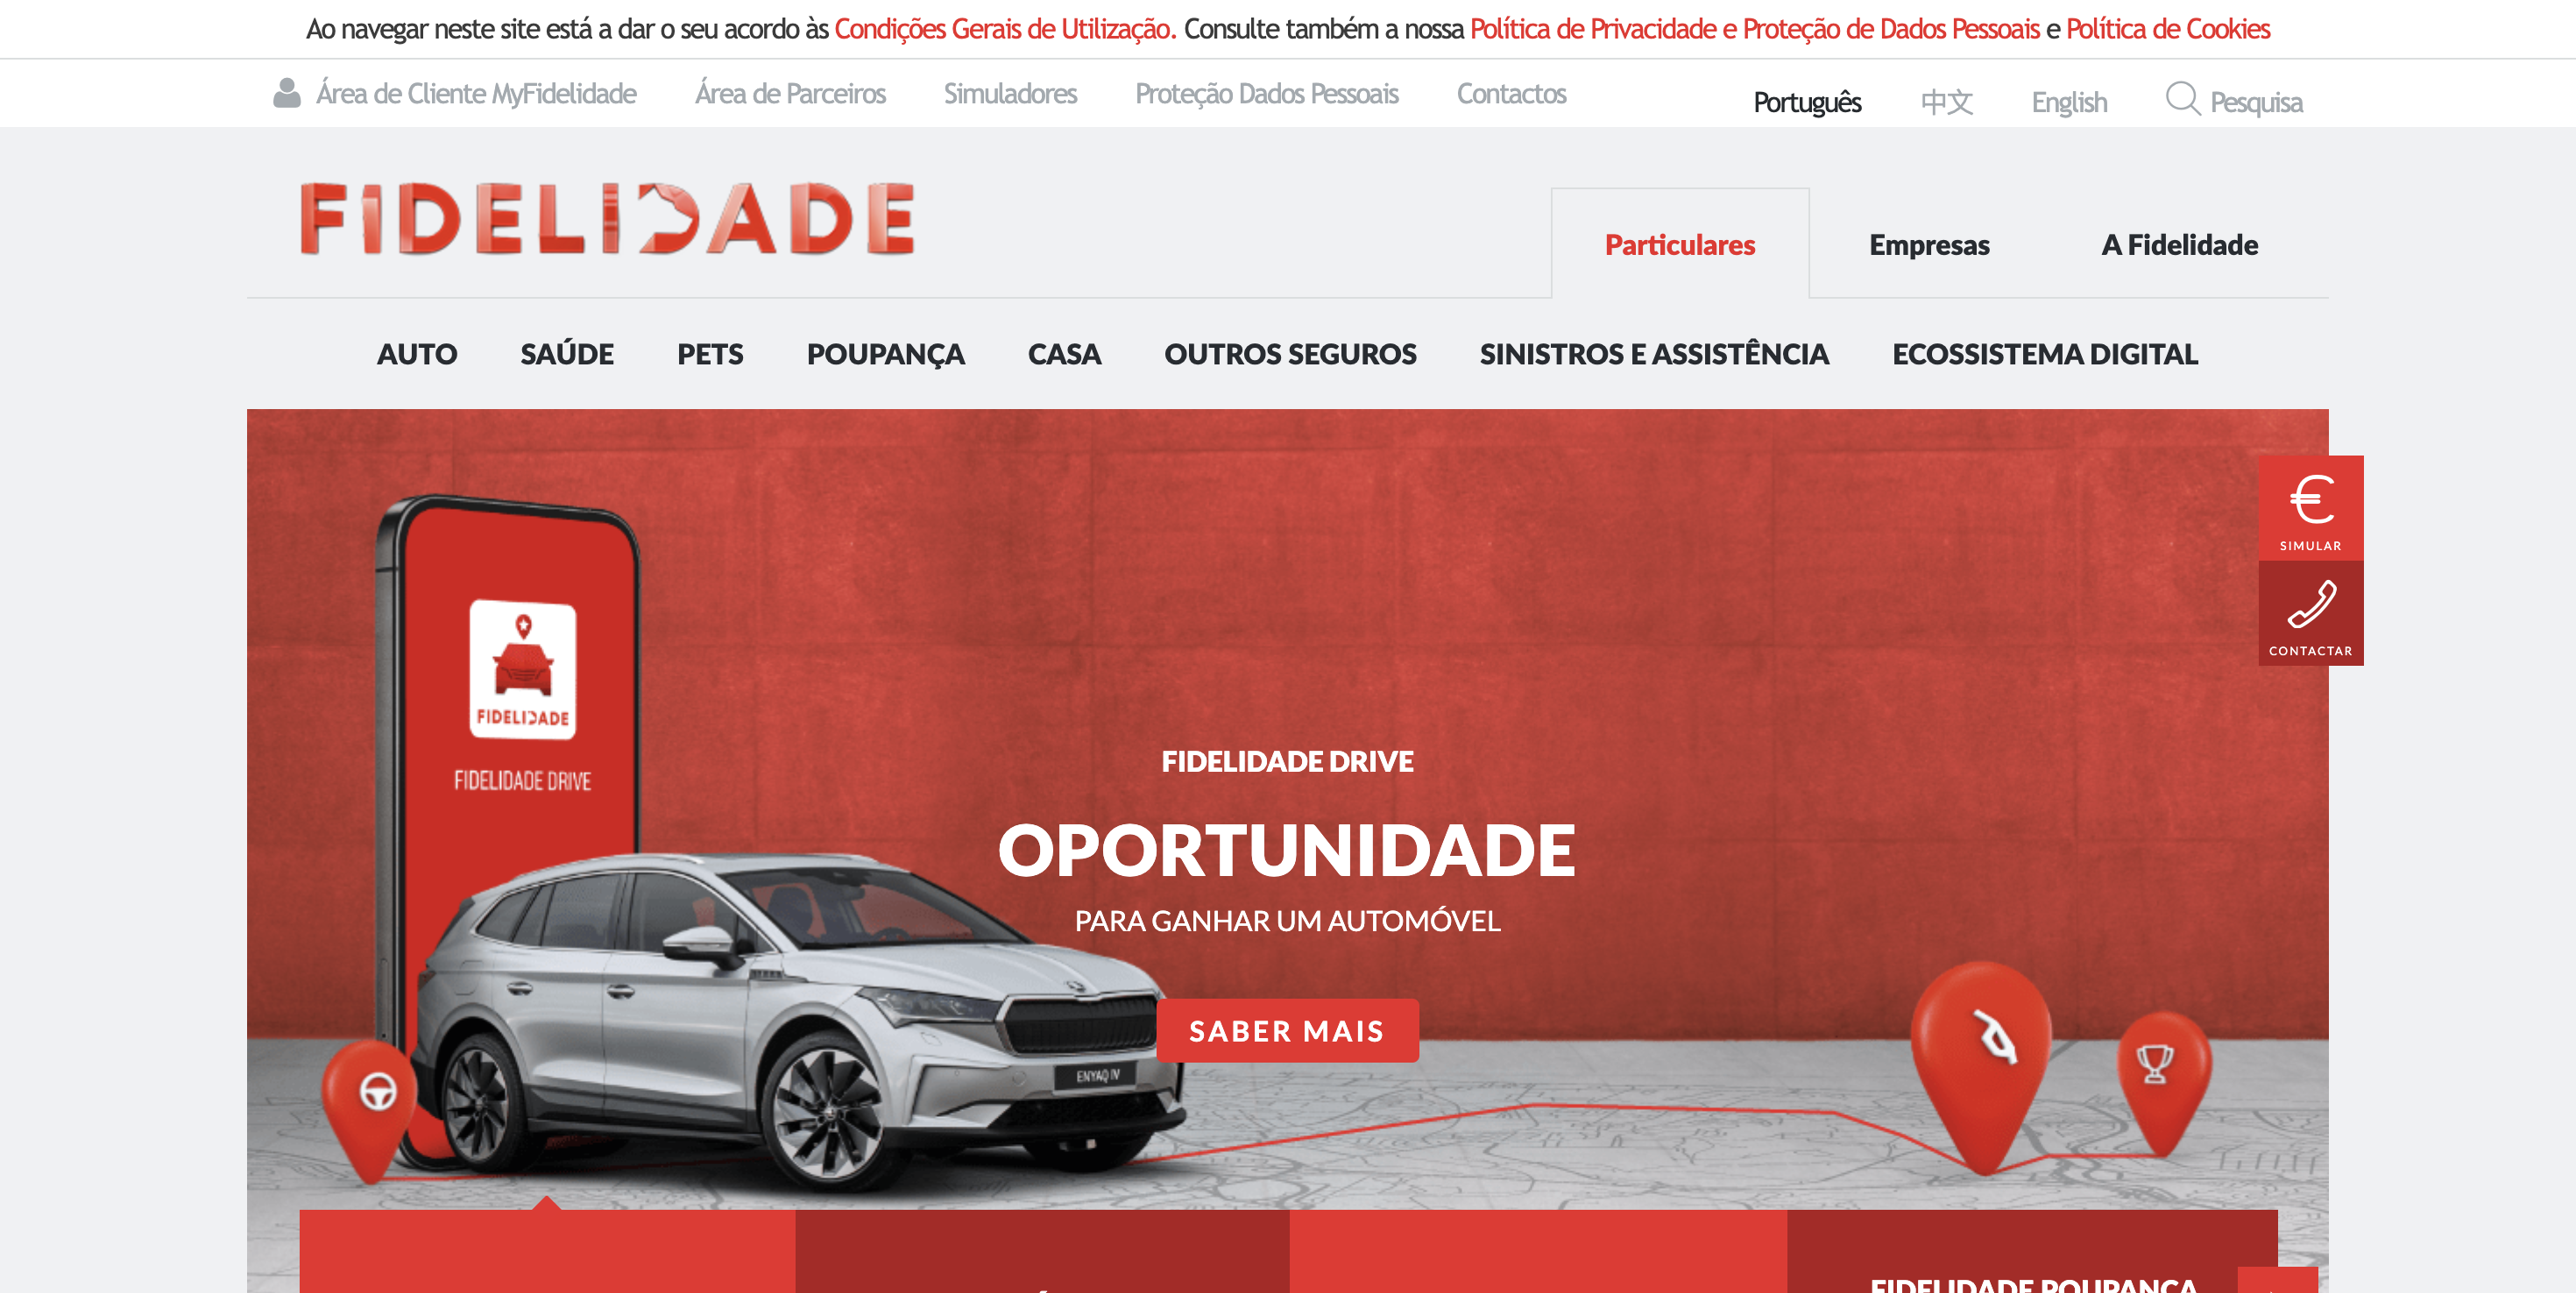 Ao navegar neste site está a dar o seu acordo às Condições Gerais de Utilização. Consulte também a nossa Política de Privacidade e Proteção de Dados Pessoais e Política de Cookies
Área de Cliente MyFidelidade Área de Parceiros Simuladores Proteção Dados Pessoais Contactos Português 中文 English Pesquisa
FIDELIDADE
Particulares Empresas A Fidelidade
AUTO SAÚDE PETS POUPANÇA CASA OUTROS SEGUROS SINISTROS E ASSISTÊNCIA ECOSSISTEMA DIGITAL
€
SIMULAR
CONTACTAR
FIDELIDADE
FIDELIDADE DRIVE
FIDELIDADE DRIVE
OPORTUNIDADE
PARA GANHAR UM AUTOMÓVEL
SABER MAIS
ENYAQ IV
FIDELIDADE POUPANÇA